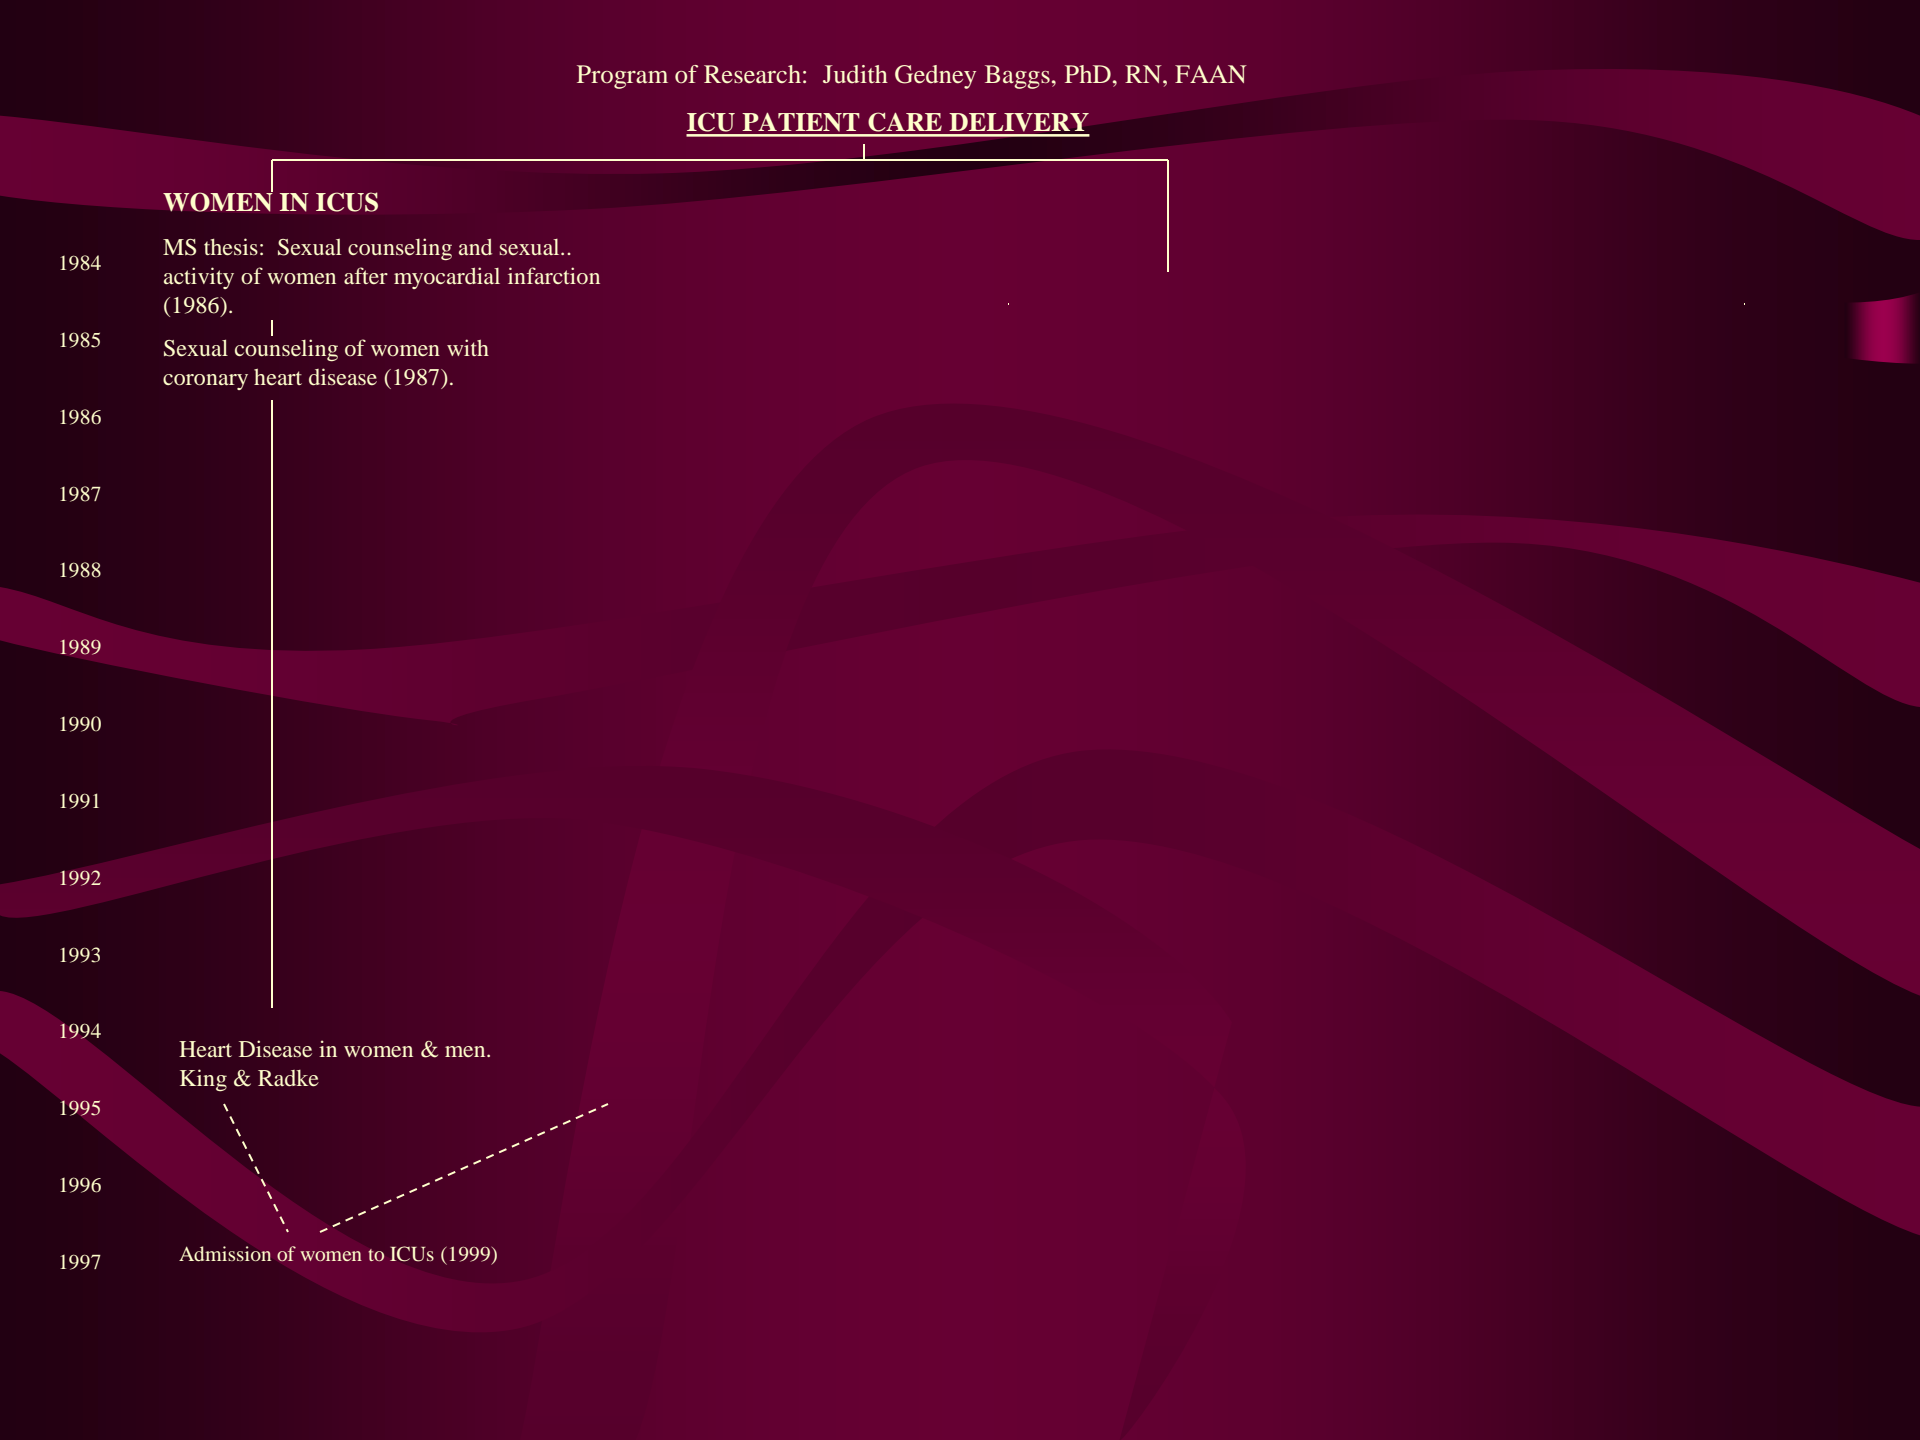 Program of Research:  Judith Gedney Baggs, PhD, RN, FAAN
ICU PATIENT CARE DELIVERY
WOMEN IN ICUS
MS thesis:  Sexual counseling and sexual..
activity of women after myocardial infarction
(1986).
Sexual counseling of women with
coronary heart disease (1987).
1984
1985
1986
1987
1988
1989
1990
1991
1992
1993
1994
1995
1996
1997
Heart Disease in women & men.
King & Radke
Admission of women to ICUs (1999)